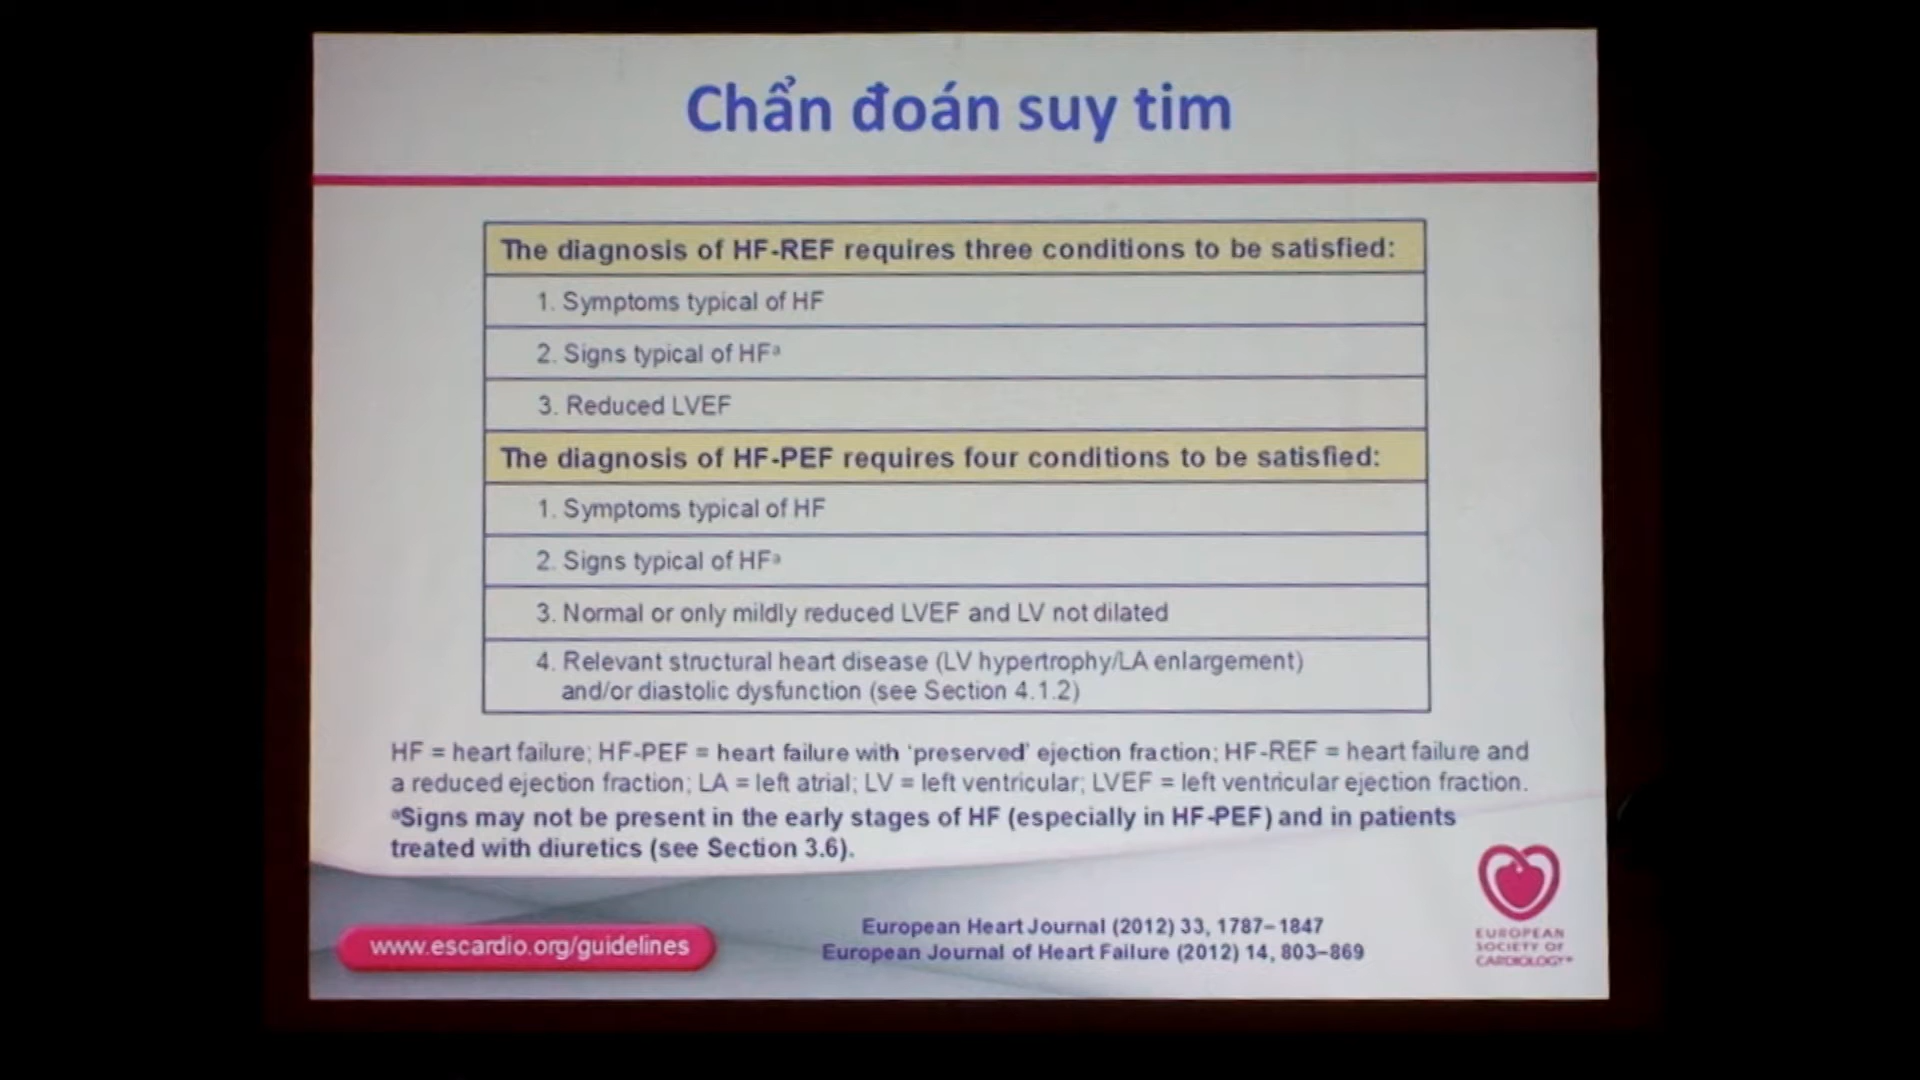 Chẩn đoán suy tim
The diagnosis of HF-REF requires three conditions to be satisfied:
1. Symptoms typical of HF
2. Signs typical of HFᵃ
3. Reduced LVEF
The diagnosis of HF-PEF requires four conditions to be satisfied:
1. Symptoms typical of HF
2. Signs typical of HFᵃ
3. Normal or only mildly reduced LVEF and LV not dilated
4. Relevant structural heart disease (LV hypertrophy/LA enlargement)
and/or diastolic dysfunction (see Section 4.1.2)
HF = heart failure; HF-PEF = heart failure with ‘preserved’ ejection fraction; HF-REF = heart failure and
a reduced ejection fraction; LA = left atrial; LV = left ventricular; LVEF = left ventricular ejection fraction.
ᵃSigns may not be present in the early stages of HF (especially in HF-PEF) and in patients
treated with diuretics (see Section 3.6).
www.escardio.org/guidelines
European Heart Journal (2012) 33, 1787–1847
European Journal of Heart Failure (2012) 14, 803–869
EUROPEAN
SOCIETY OF
CARDIOLOGY®